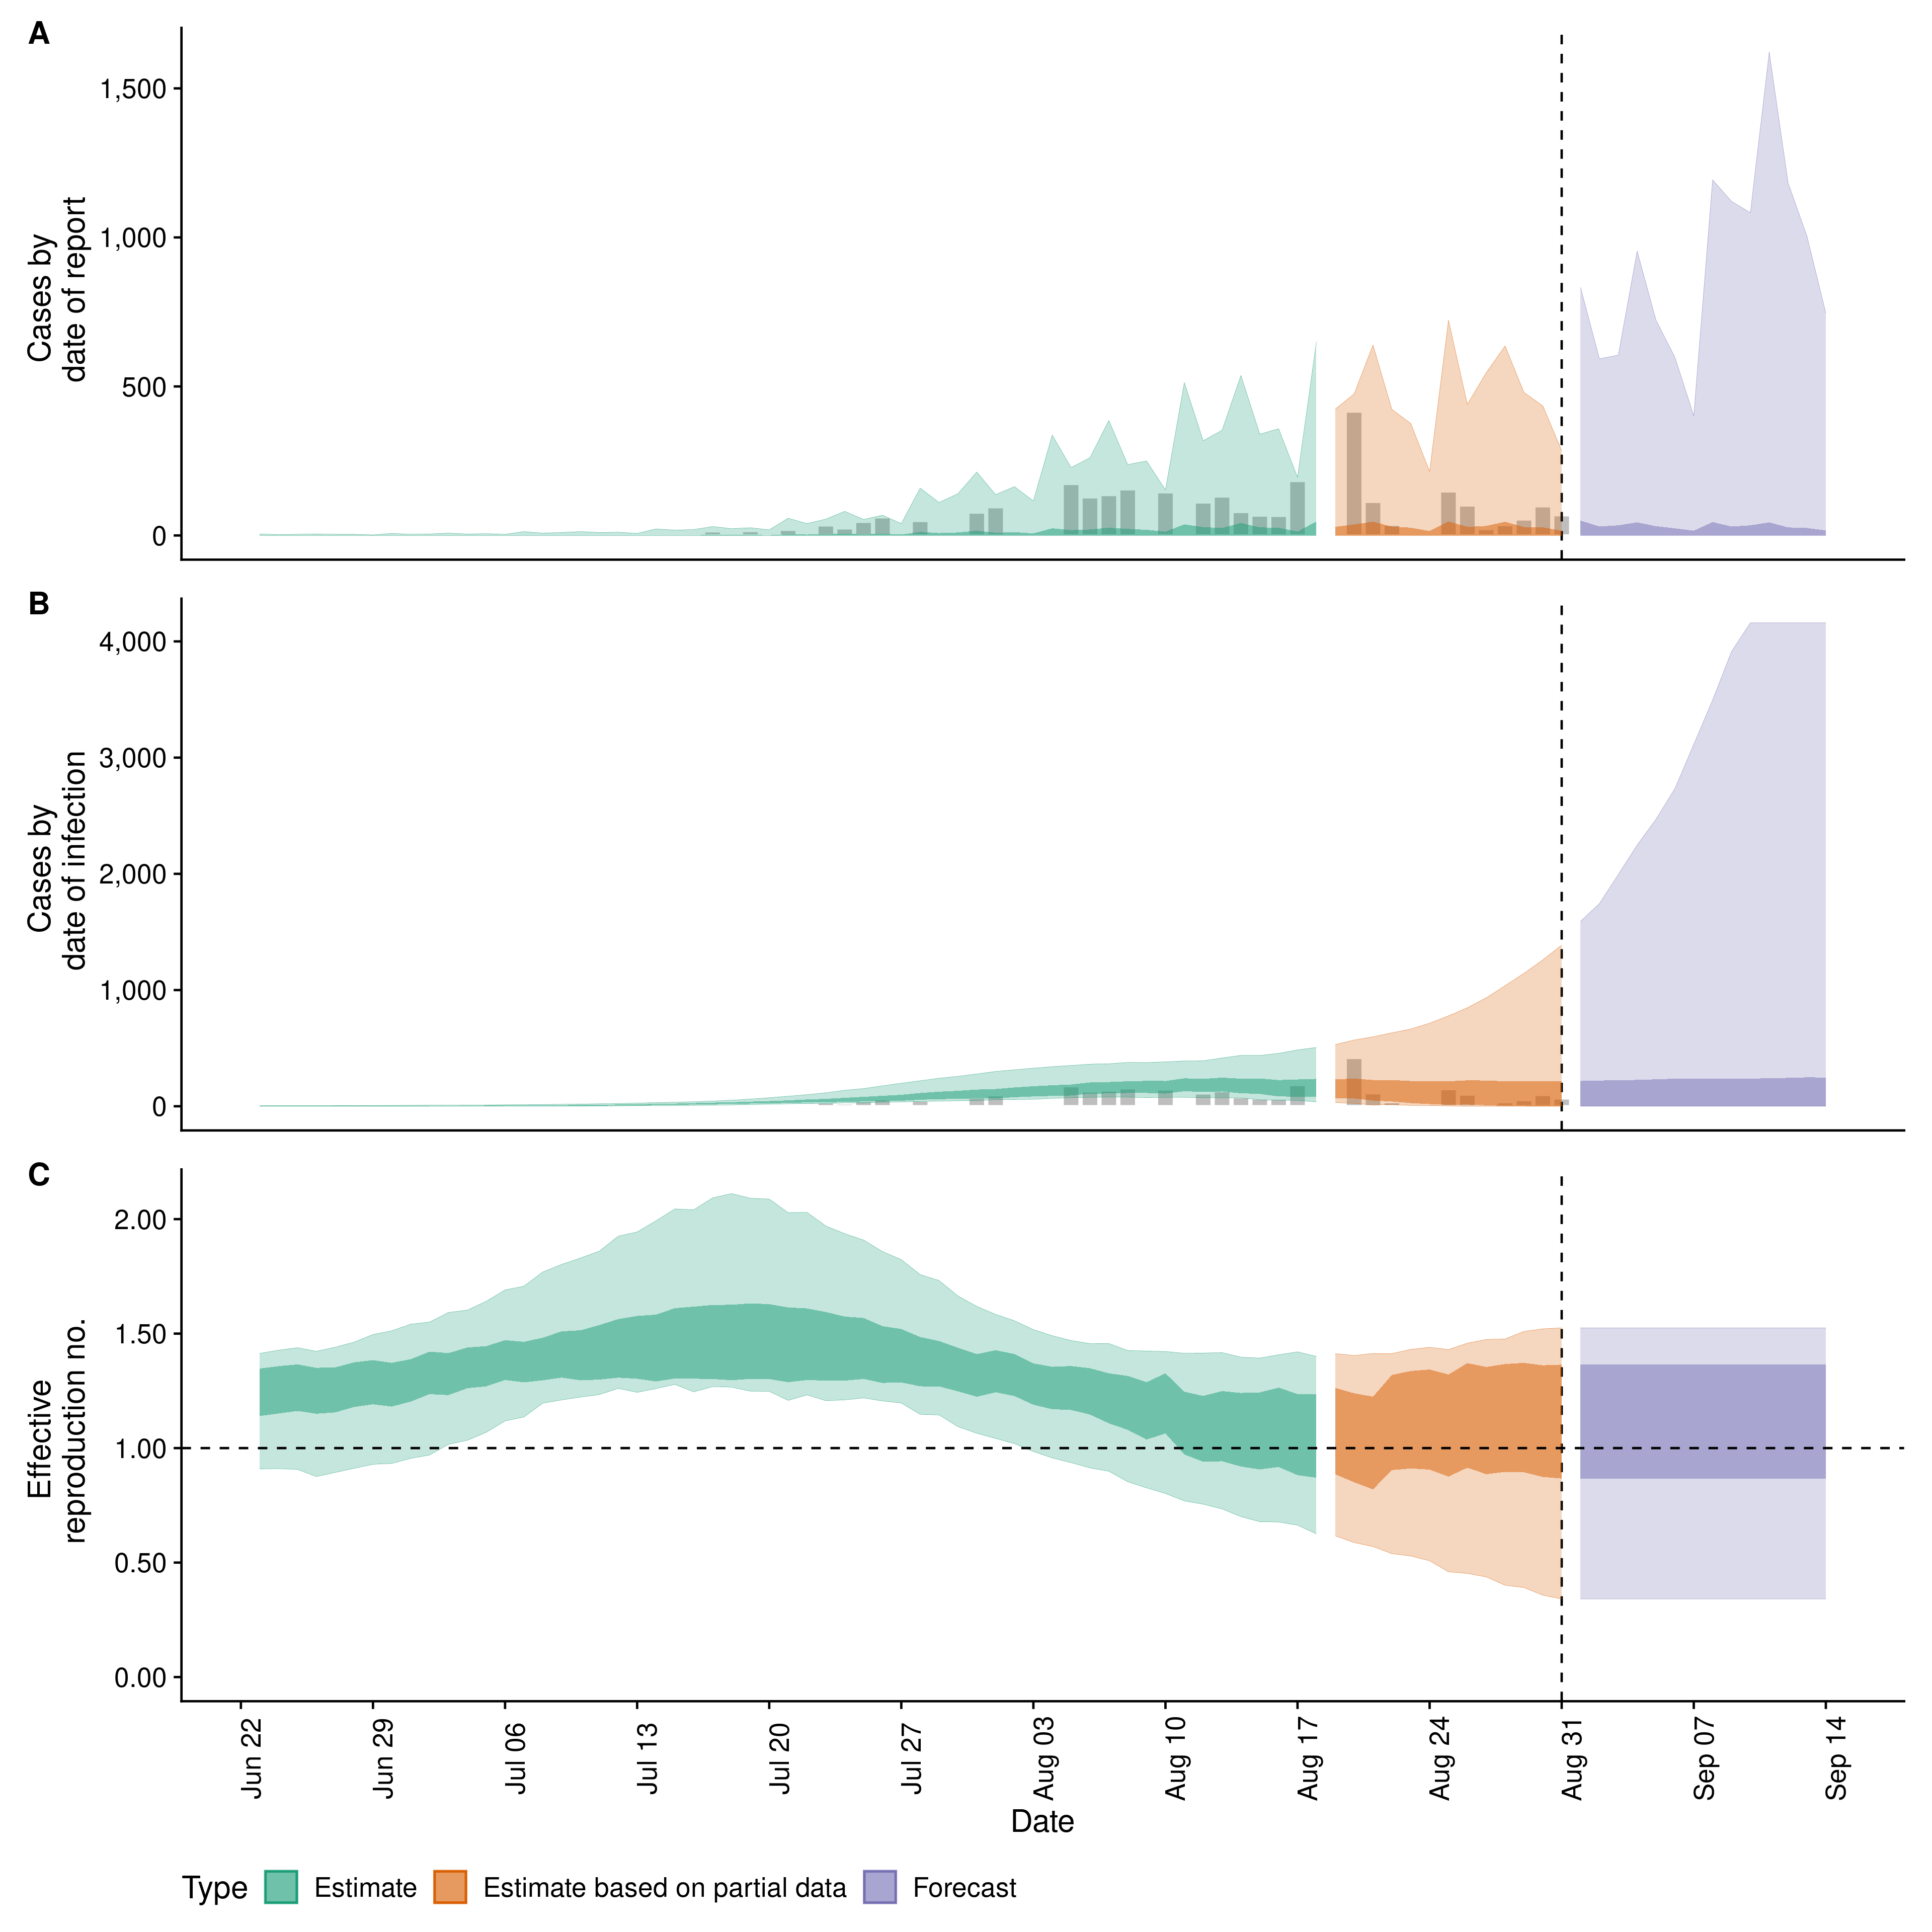 A
Cases by
date of report
1,500
1,000
500
0
B
Cases by
date of infection
4,000
3,000
2,000
1,000
0
C
Effective
reproduction no.
2.00
1.50
1.00
0.50
0.00
Jun 22
Jun 29
Jul 06
Jul 13
Jul 20
Jul 27
Aug 03
Aug 10
Aug 17
Aug 24
Aug 31
Sep 07
Sep 14
Date
Type Estimate Estimate based on partial data Forecast